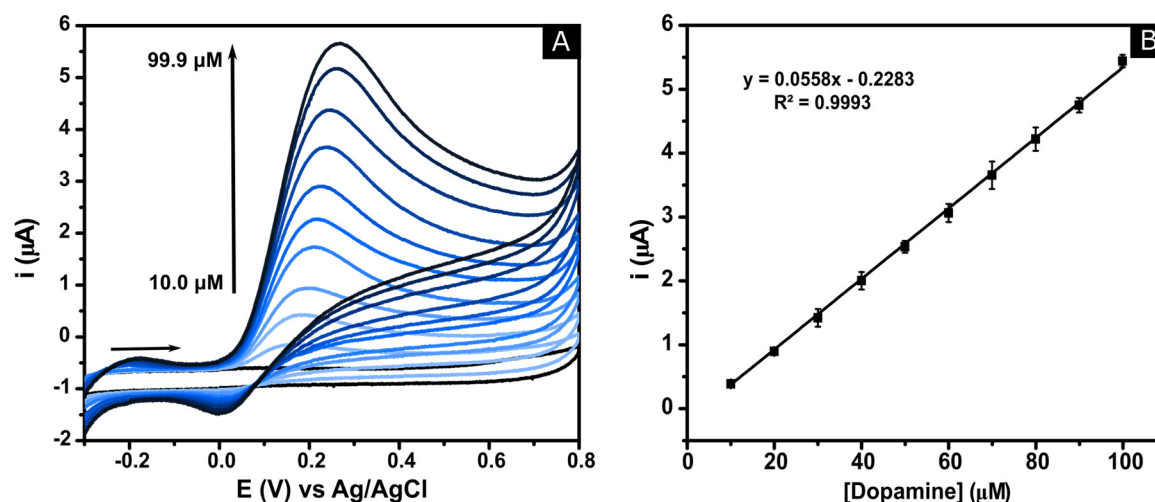 A
6
5
4
3
2
1
0
-1
-2
i (µA)
99.9 µM
10.0 µM
-0.2
0.0
0.2
0.4
0.6
0.8
E (V) vs Ag/AgCl
B
6
5
4
3
2
1
0
i (µA)
y = 0.0558x - 0.2283
R² = 0.9993
0
20
40
60
80
100
[Dopamine] (µM)